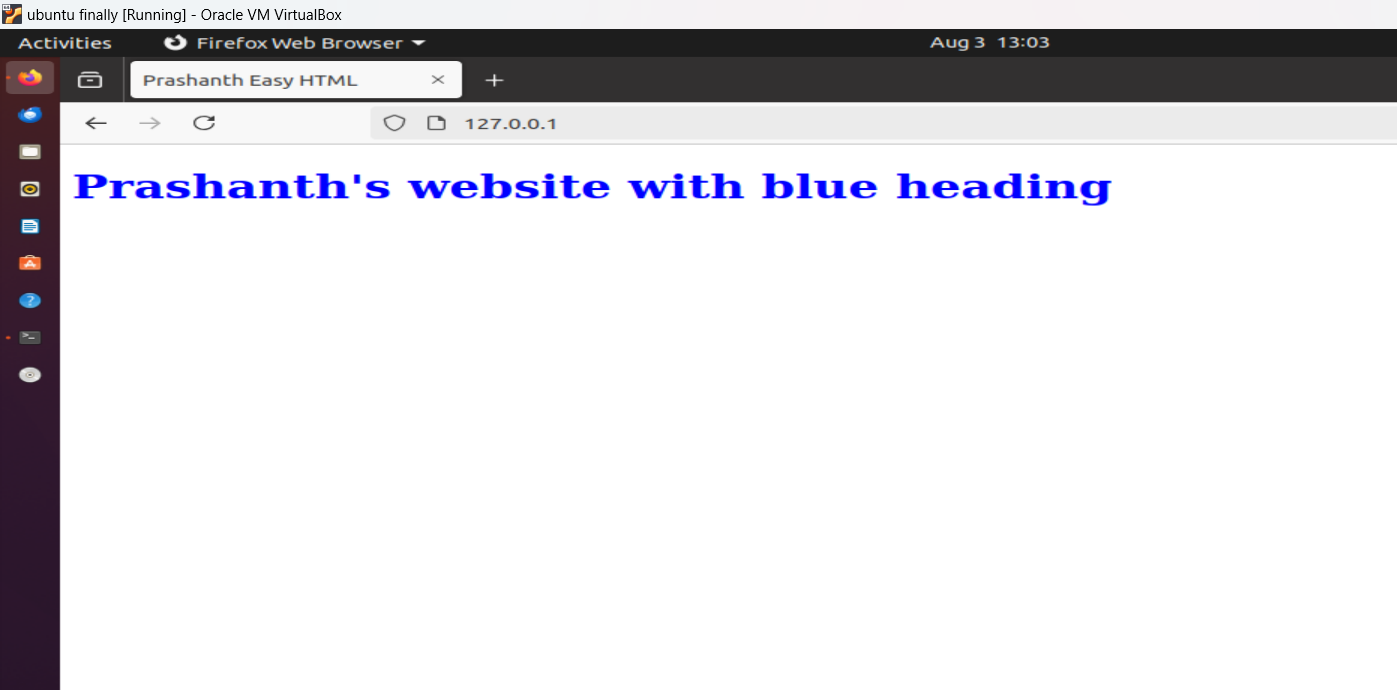 ubuntu finally [Running] - Oracle VM VirtualBox
Activities Firefox Web Browser Aug 3 13:03
Prashanth Easy HTML
127.0.0.1
Prashanth's website with blue heading